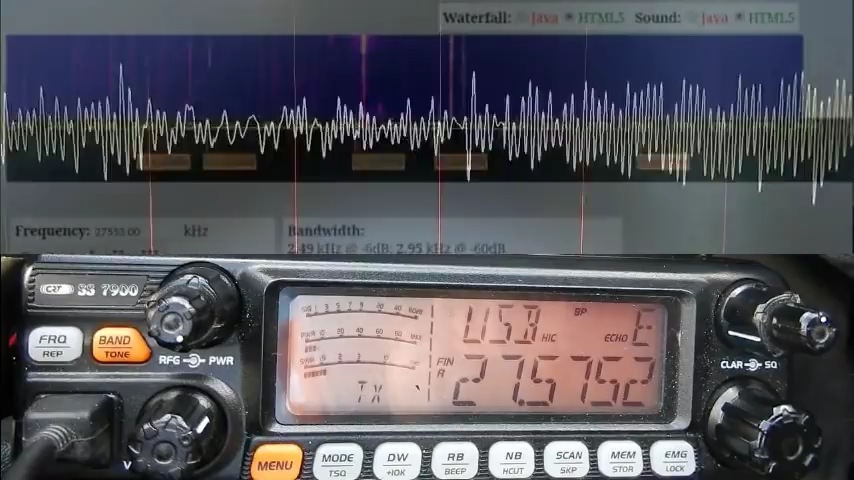 Waterfall: Java HTML5 Sound: Java HTML5
Frequency: 27555.00 kHz
Bandwidth:
2.49 kHz @ -6dB; 2.95 kHz @ -60dB
CRT SS 7900
FRQ
REP
BAND
TONE
RFG PWR
USB
HIC
BP
ECHO E
FIN
R
27.5752
TX
CLAR SQ
V
MENU
MODE
TSQ
DW
+10K
RB
BEEP
NB
HCUT
SCAN
SKP
MEM
STOR
EMG
LOCK